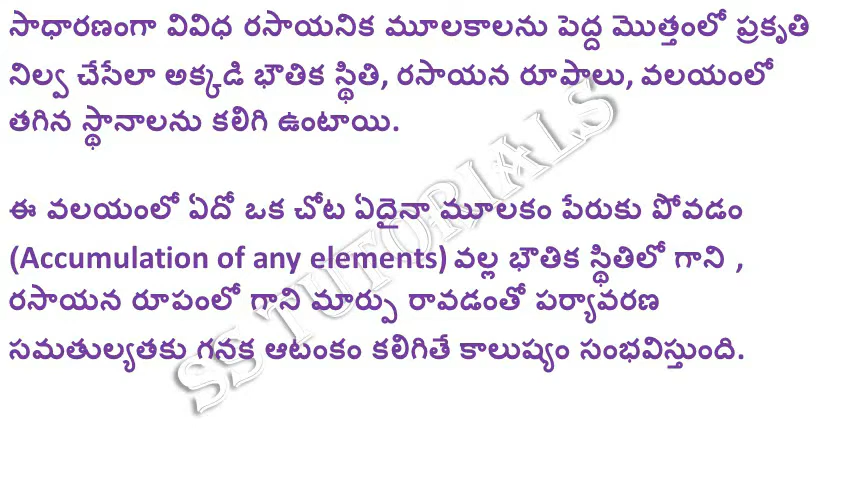 సాధారణంగా వివిధ రసాయనిక మూలకాలను పెద్ద మొత్తంలో ప్రకృతి
నిల్వ చేసేలా అక్కడి భౌతిక స్థితి, రసాయన రూపాలు, వలయంలో
తగిన స్థానాలను కలిగి ఉంటాయి.
ఈ వలయంలో ఏదో ఒక చోట ఏదైనా మూలకం పేరుకు పోవడం
(Accumulation of any elements) వల్ల భౌతిక స్థితిలో గాని ,
రసాయన రూపంలో గాని మార్పు రావడంతో పర్యావరణ
సమతుల్యతకు గనక ఆటంకం కలిగితే కాలుష్యం సంభవిస్తుంది.
SS TUTORIALS